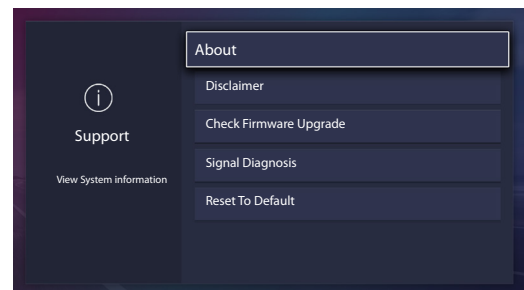 Support
View System information
About
Disclaimer
Check Firmware Upgrade
Signal Diagnosis
Reset To Default